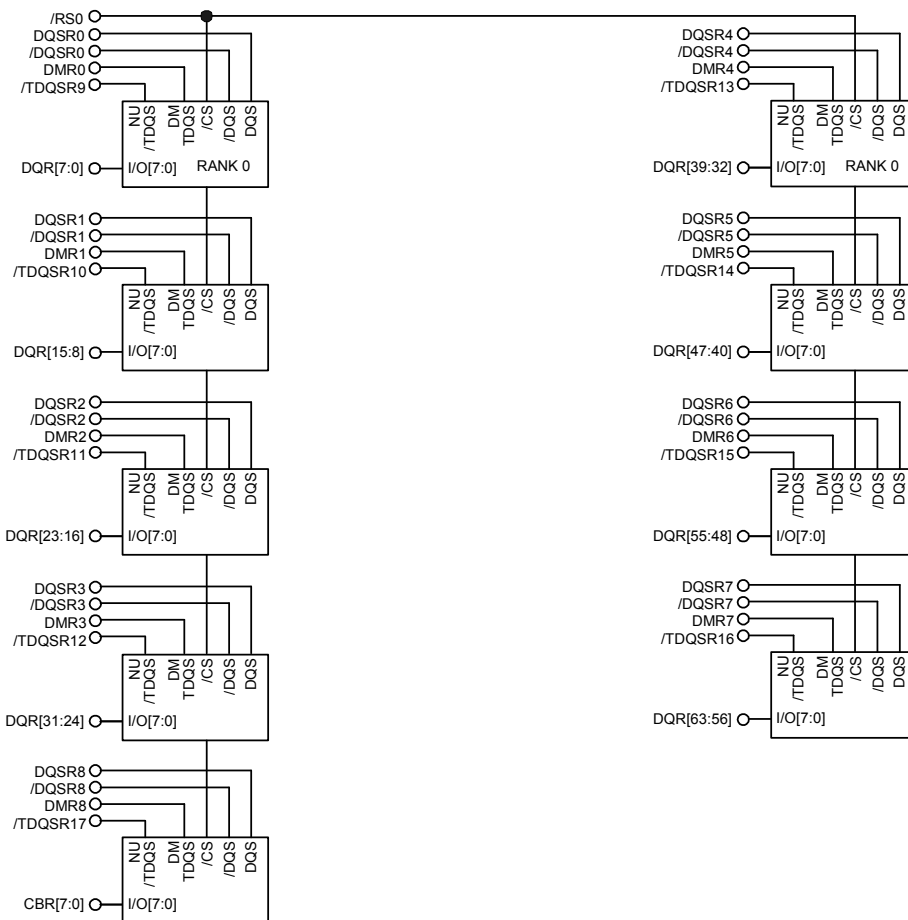 /RS0
DQSR0
/DQSR0
DMR0
/TDQSR9
NU
/TDQS
DM
TDQS
/CS
/DQS
DQS
DQR[7:0]
I/O[7:0]
RANK 0
DQSR1
/DQSR1
DMR1
/TDQSR10
NU
/TDQS
DM
TDQS
/CS
/DQS
DQS
DQR[15:8]
I/O[7:0]
DQSR2
/DQSR2
DMR2
/TDQSR11
NU
/TDQS
DM
TDQS
/CS
/DQS
DQS
DQR[23:16]
I/O[7:0]
DQSR3
/DQSR3
DMR3
/TDQSR12
NU
/TDQS
DM
TDQS
/CS
/DQS
DQS
DQR[31:24]
I/O[7:0]
DQSR8
/DQSR8
DMR8
/TDQSR17
NU
/TDQS
DM
TDQS
/CS
/DQS
DQS
CBR[7:0]
I/O[7:0]
DQSR4
/DQSR4
DMR4
/TDQSR13
NU
/TDQS
DM
TDQS
/CS
/DQS
DQS
DQR[39:32]
I/O[7:0]
RANK 0
DQSR5
/DQSR5
DMR5
/TDQSR14
NU
/TDQS
DM
TDQS
/CS
/DQS
DQS
DQR[47:40]
I/O[7:0]
DQSR6
/DQSR6
DMR6
/TDQSR15
NU
/TDQS
DM
TDQS
/CS
/DQS
DQS
DQR[55:48]
I/O[7:0]
DQSR7
/DQSR7
DMR7
/TDQSR16
NU
/TDQS
DM
TDQS
/CS
/DQS
DQS
DQR[63:56]
I/O[7:0]